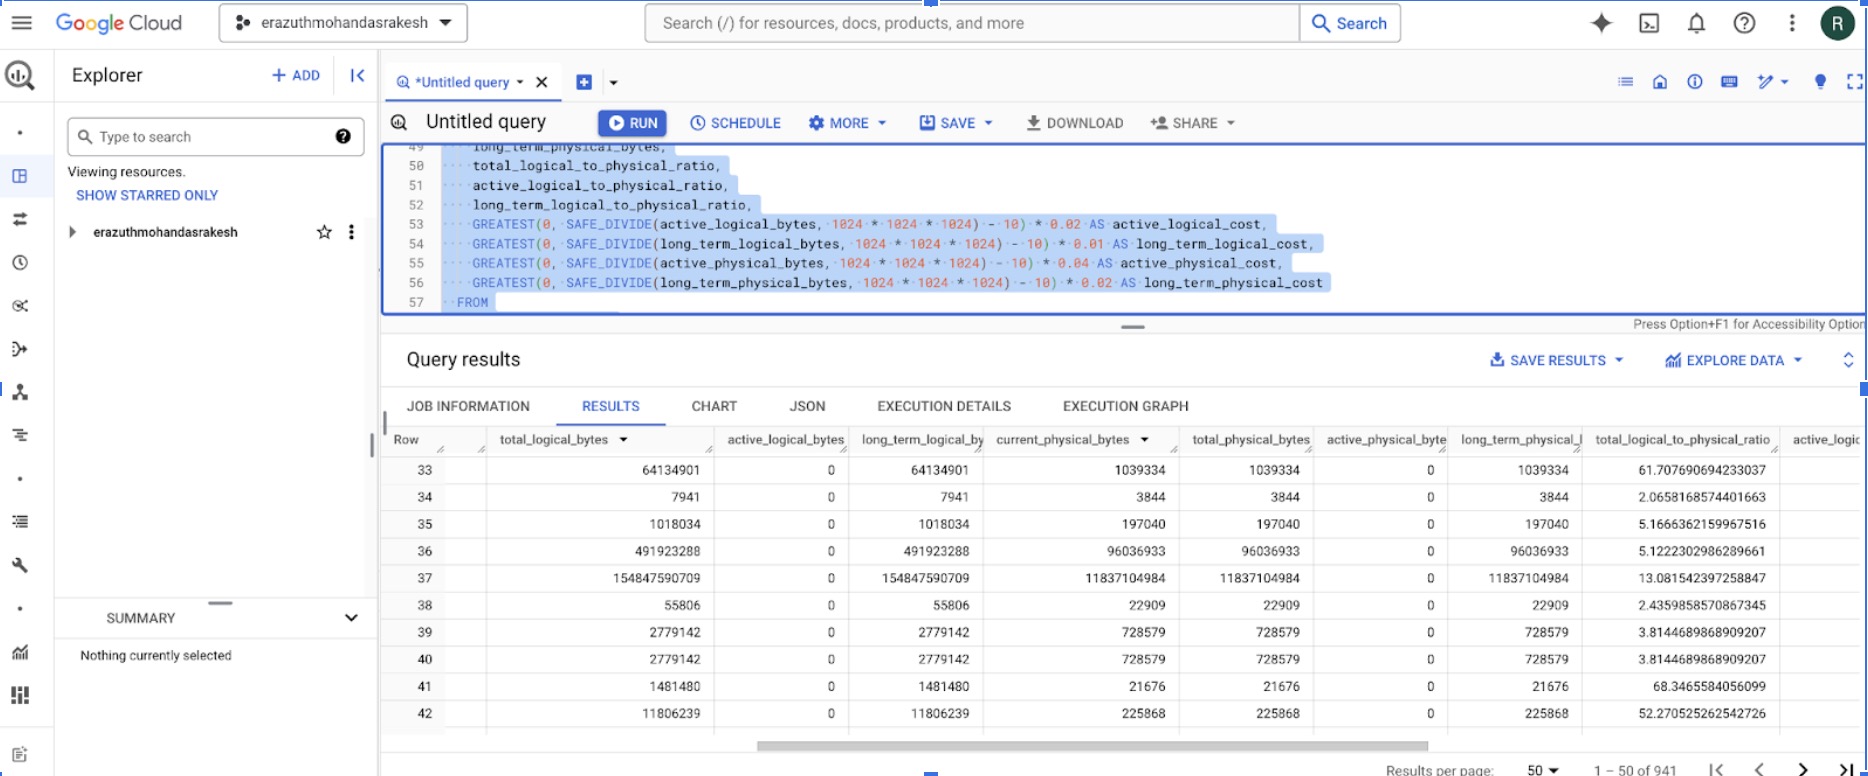 Google Cloud
erazuthmohandasrakesh
Search (/) for resources, docs, products, and more
Search
R
Explorer
+ ADD
*Untitled query
Untitled query
RUN
SCHEDULE
MORE
SAVE
DOWNLOAD
SHARE
Type to search
Viewing resources.
SHOW STARRED ONLY
erazuthmohandasrakesh
SUMMARY
Nothing currently selected
49 long_term_physical_bytes,
50 total_logical_to_physical_ratio,
51 active_logical_to_physical_ratio,
52 long_term_logical_to_physical_ratio,
53 GREATEST(0, SAFE_DIVIDE(active_logical_bytes, 1024 * 1024 * 1024) - 10) * 0.02 AS active_logical_cost,
54 GREATEST(0, SAFE_DIVIDE(long_term_logical_bytes, 1024 * 1024 * 1024) - 10) * 0.01 AS long_term_logical_cost,
55 GREATEST(0, SAFE_DIVIDE(active_physical_bytes, 1024 * 1024 * 1024) - 10) * 0.04 AS active_physical_cost,
56 GREATEST(0, SAFE_DIVIDE(long_term_physical_bytes, 1024 * 1024 * 1024) - 10) * 0.02 AS long_term_physical_cost
57 FROM
Press Option+F1 for Accessibility Option
Query results
SAVE RESULTS
EXPLORE DATA
JOB INFORMATION RESULTS CHART JSON EXECUTION DETAILS EXECUTION GRAPH
Row total_logical_bytes active_logical_bytes long_term_logical_by current_physical_bytes total_physical_bytes active_physical_byte long_term_physical_l total_logical_to_physical_ratio active_logic
33 64134901 0 64134901 1039334 1039334 0 1039334 61.707690694233037
34 7941 0 7941 3844 3844 0 3844 2.0658168574401663
35 1018034 0 1018034 197040 197040 0 197040 5.1666362159967516
36 491923288 0 491923288 96036933 96036933 0 96036933 5.1222302986289661
37 154847590709 0 154847590709 11837104984 11837104984 0 11837104984 13.081542397258847
38 55806 0 55806 22909 22909 0 22909 2.4359858570867345
39 2779142 0 2779142 728579 728579 0 728579 3.8144689868909207
40 2779142 0 2779142 728579 728579 0 728579 3.8144689868909207
41 1481480 0 1481480 21676 21676 0 21676 68.3465584056099
42 11806239 0 11806239 225868 225868 0 225868 52.270525262542726
Results per page: 50 1 – 50 of 941